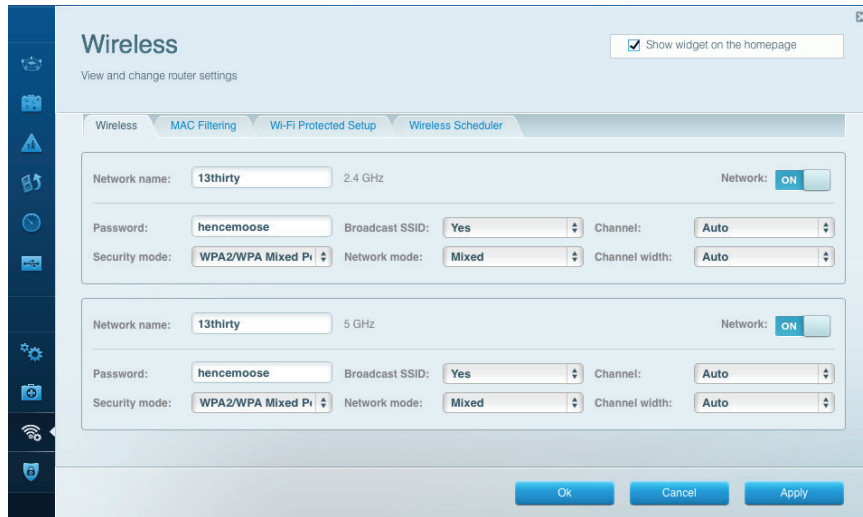 Wireless
Show widget on the homepage
View and change router settings
Wireless MAC Filtering Wi-Fi Protected Setup Wireless Scheduler
Network name: 13thirty 2.4 GHz Network: ON
Password: hencemoose Broadcast SSID: Yes Channel: Auto
Security mode: WPA2/WPA Mixed Network mode: Mixed Channel width: Auto
Network name: 13thirty 5 GHz Network: ON
Password: hencemoose Broadcast SSID: Yes Channel: Auto
Security mode: WPA2/WPA Mixed Network mode: Mixed Channel width: Auto
Ok Cancel Apply